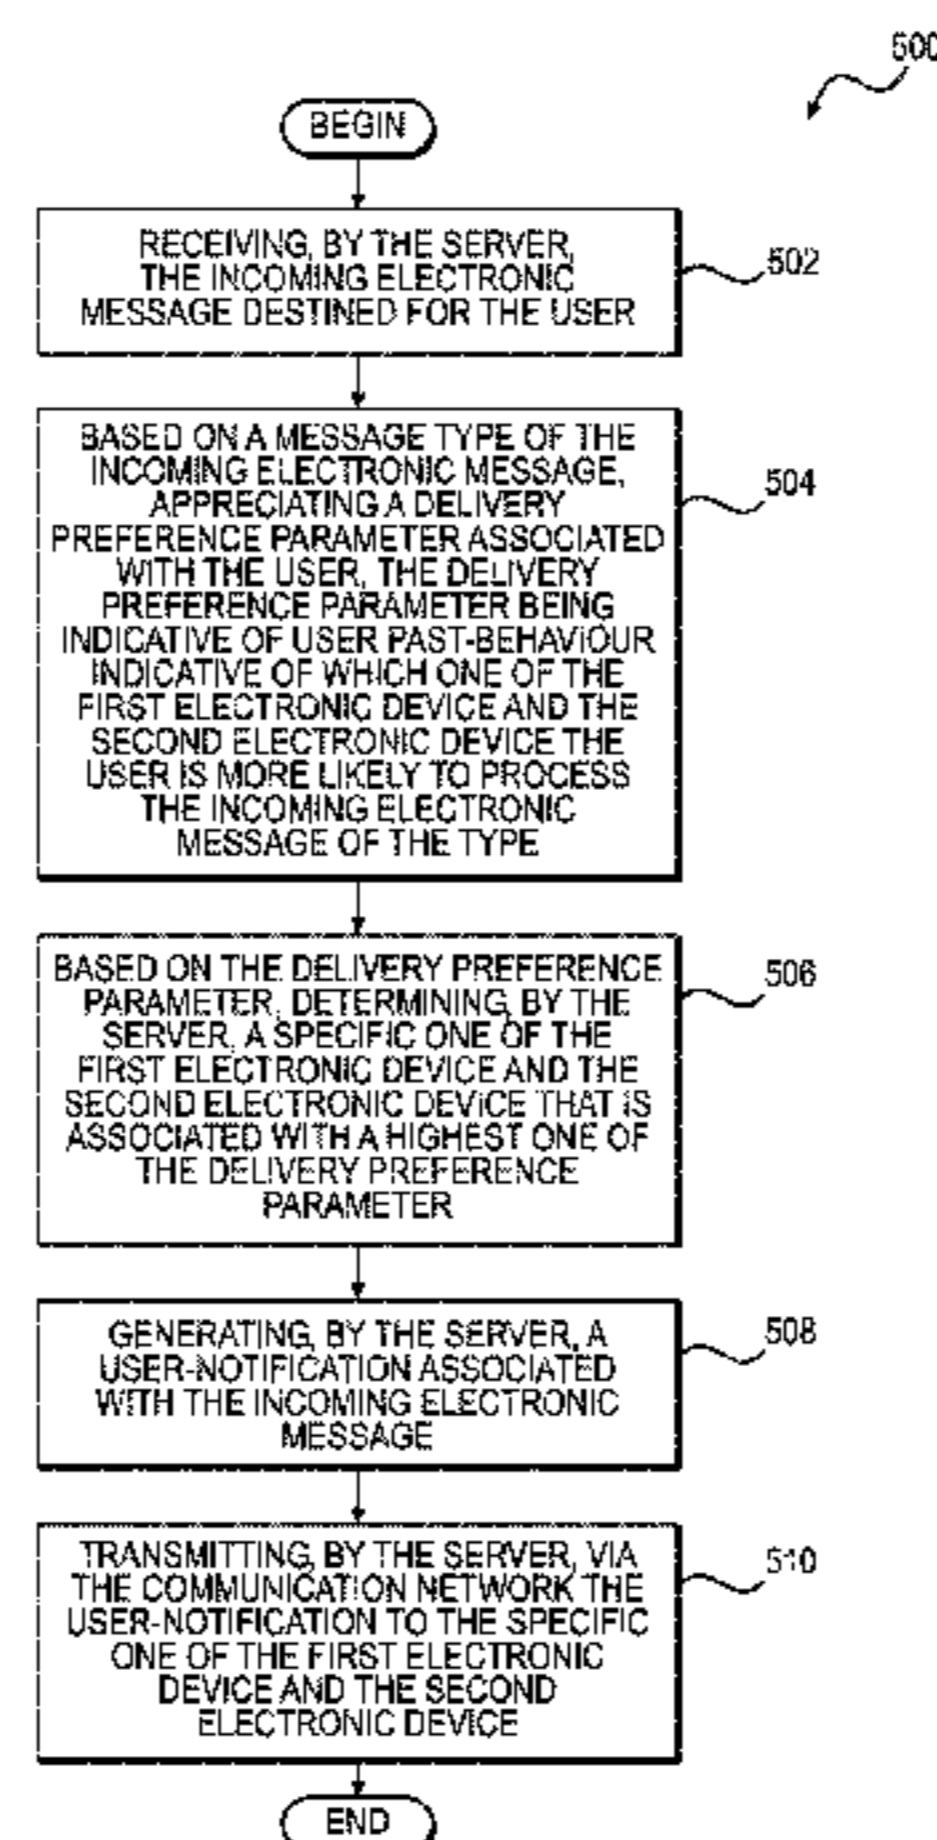 500
BEGIN
RECEIVING, BY THE SERVER,
THE INCOMING ELECTRONIC
MESSAGE DESTINED FOR THE USER
502
BASED ON A MESSAGE TYPE OF THE
INCOMING ELECTRONIC MESSAGE,
APPRECIATING A DELIVERY
PREFERENCE PARAMETER ASSOCIATED
WITH THE USER, THE DELIVERY
PREFERENCE PARAMETER BEING
INDICATIVE OF USER PAST-BEHAVIOUR
INDICATIVE OF WHICH ONE OF THE
FIRST ELECTRONIC DEVICE AND THE
SECOND ELECTRONIC DEVICE THE
USER IS MORE LIKELY TO PROCESS
THE INCOMING ELECTRONIC
MESSAGE OF THE TYPE
504
BASED ON THE DELIVERY PREFERENCE
PARAMETER, DETERMINING, BY THE
SERVER, A SPECIFIC ONE OF THE
FIRST ELECTRONIC DEVICE AND THE
SECOND ELECTRONIC DEVICE THAT IS
ASSOCIATED WITH A HIGHEST ONE OF
THE DELIVERY PREFERENCE
PARAMETER
506
GENERATING, BY THE SERVER, A
USER-NOTIFICATION ASSOCIATED
WITH THE INCOMING ELECTRONIC
MESSAGE
508
TRANSMITTING, BY THE SERVER, VIA
THE COMMUNICATION NETWORK THE
USER-NOTIFICATION TO THE SPECIFIC
ONE OF THE FIRST ELECTRONIC
DEVICE AND THE SECOND
ELECTRONIC DEVICE
510
END